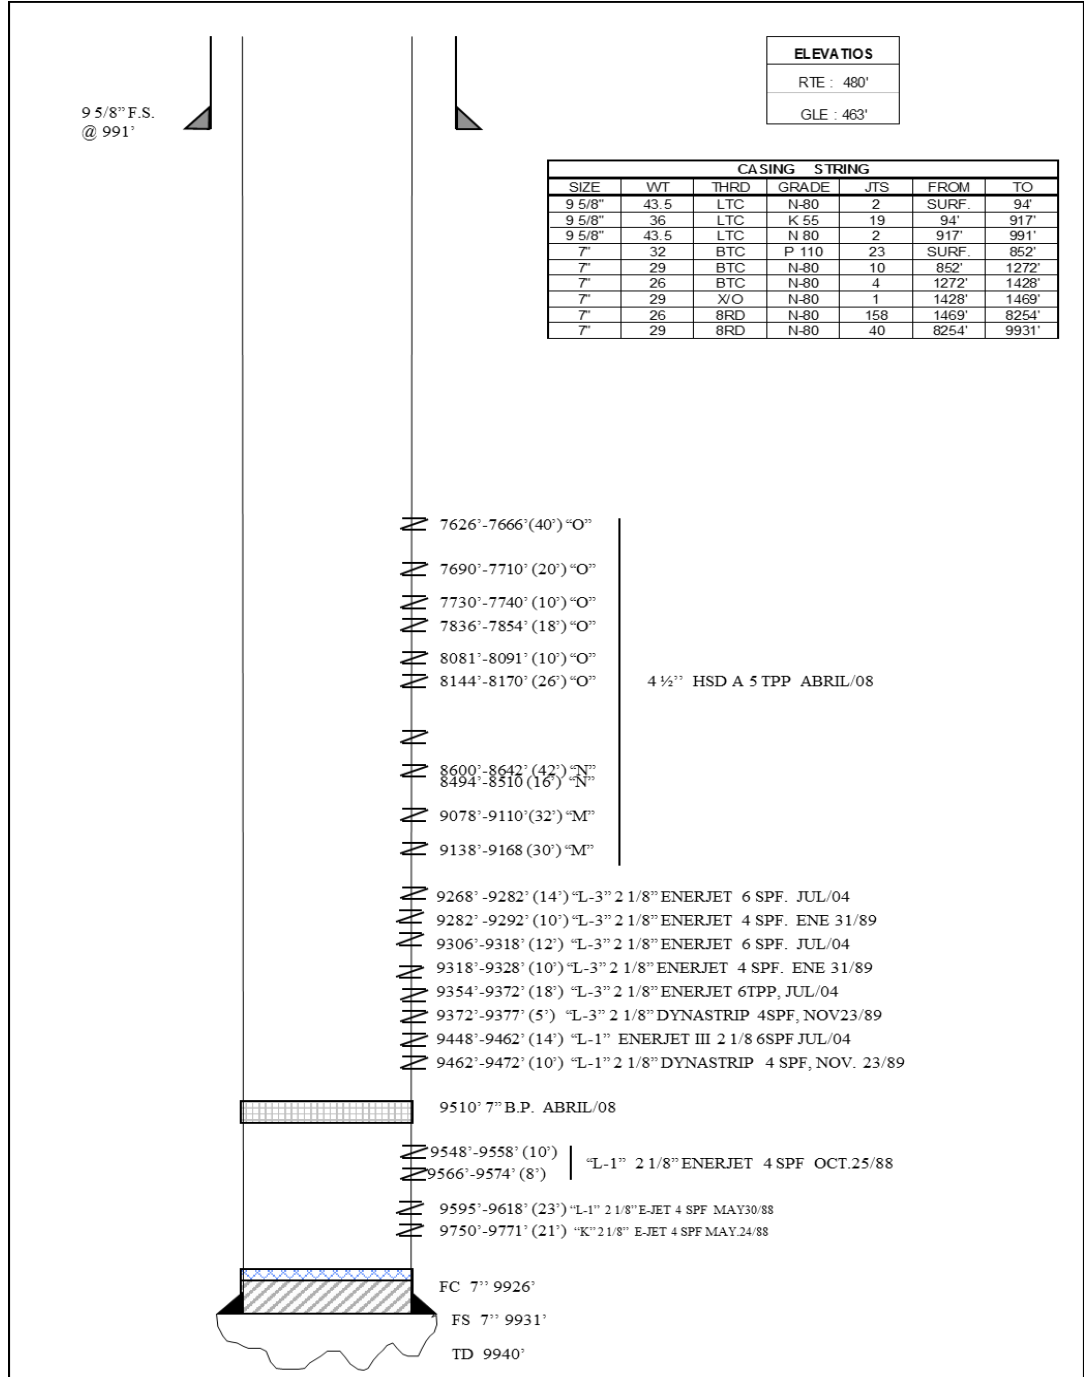 ELEVATIOS
RTE : 480'
GLE : 463'
9 5/8” F.S.
@ 991’
CASING STRING
SIZE WT THRD GRADE JTS FROM TO
9 5/8" 43.5 LTC N-80 2 SURF. 94'
9 5/8" 36 LTC K 55 19 94' 917'
9 5/8" 43.5 LTC N 80 2 917' 991'
7" 32 BTC P 110 23 SURF. 852'
7" 29 BTC N-80 10 852' 1272'
7" 26 BTC N-80 4 1272' 1428'
7" 29 X/O N-80 1 1428' 1469'
7" 26 8RD N-80 158 1469' 8254'
7" 29 8RD N-80 40 8254' 9931'
7626’-7666’(40’) “O”
7690’-7710’ (20’) “O”
7730’-7740’ (10’) “O”
7836’-7854’ (18’) “O”
8081’-8091’ (10’) “O”
8144’-8170’ (26’) “O”
4 ½’’ HSD A 5 TPP ABRIL/08
8600’-8642’ (42’) “N”
8494’-8510 (16’) “N”
9078’-9110’(32’) “M”
9138’-9168 (30’) “M”
9268’ -9282’ (14’) “L-3” 2 1/8” ENERJET 6 SPF. JUL/04
9282’ -9292’ (10’) “L-3” 2 1/8” ENERJET 4 SPF. ENE 31/89
9306’-9318’ (12’) “L-3” 2 1/8” ENERJET 6 SPF. JUL/04
9318’-9328’ (10’) “L-3” 2 1/8” ENERJET 4 SPF. ENE 31/89
9354’-9372’ (18’) “L-3” 2 1/8” ENERJET 6TPP, JUL/04
9372’-9377’ (5’) “L-3” 2 1/8” DYNASTRIP 4SPF, NOV23/89
9448’-9462’ (14’) “L-1” ENERJET III 2 1/8 6SPF JUL/04
9462’-9472’ (10’) “L-1” 2 1/8” DYNASTRIP 4 SPF, NOV. 23/89
9510’ 7” B.P. ABRIL/08
9548’-9558’ (10’)
9566’-9574’ (8’)
“L-1” 2 1/8” ENERJET 4 SPF OCT.25/88
9595’-9618’ (23’) “L-1” 2 1/8” E-JET 4 SPF MAY30/88
9750’-9771’ (21’) “K” 2 1/8” E-JET 4 SPF MAY.24/88
FC 7’’ 9926’
FS 7’’ 9931’
TD 9940’